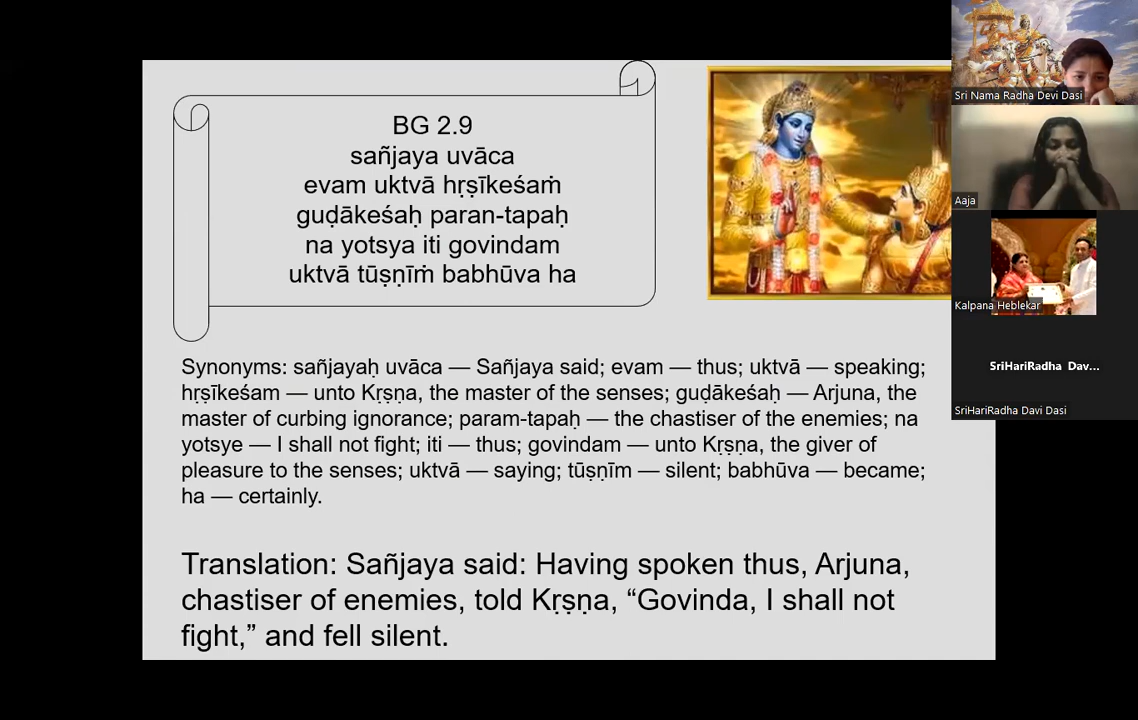 BG 2.9
sañjaya uvāca
evam uktvā hṛṣīkeśaṁ
guḍākeśaḥ paran-tapaḥ
na yotsya iti govindam
uktvā tūṣṇīṁ babhūva ha
Synonyms: sañjayaḥ uvāca — Sañjaya said; evam — thus; uktvā — speaking;
hṛṣīkeśam — unto Kṛṣṇa, the master of the senses; guḍākeśaḥ — Arjuna, the
master of curbing ignorance; param-tapaḥ — the chastiser of the enemies; na
yotsye — I shall not fight; iti — thus; govindam — unto Kṛṣṇa, the giver of
pleasure to the senses; uktvā — saying; tūṣṇīm — silent; babhūva — became;
ha — certainly.
Translation: Sañjaya said: Having spoken thus, Arjuna,
chastiser of enemies, told Kṛṣṇa, “Govinda, I shall not
fight,” and fell silent.
Sri Nama Radha Devi Dasi
Aaja
Kalpana Heblekar
SriHariRadha Dav...
SriHariRadha Davi Dasi